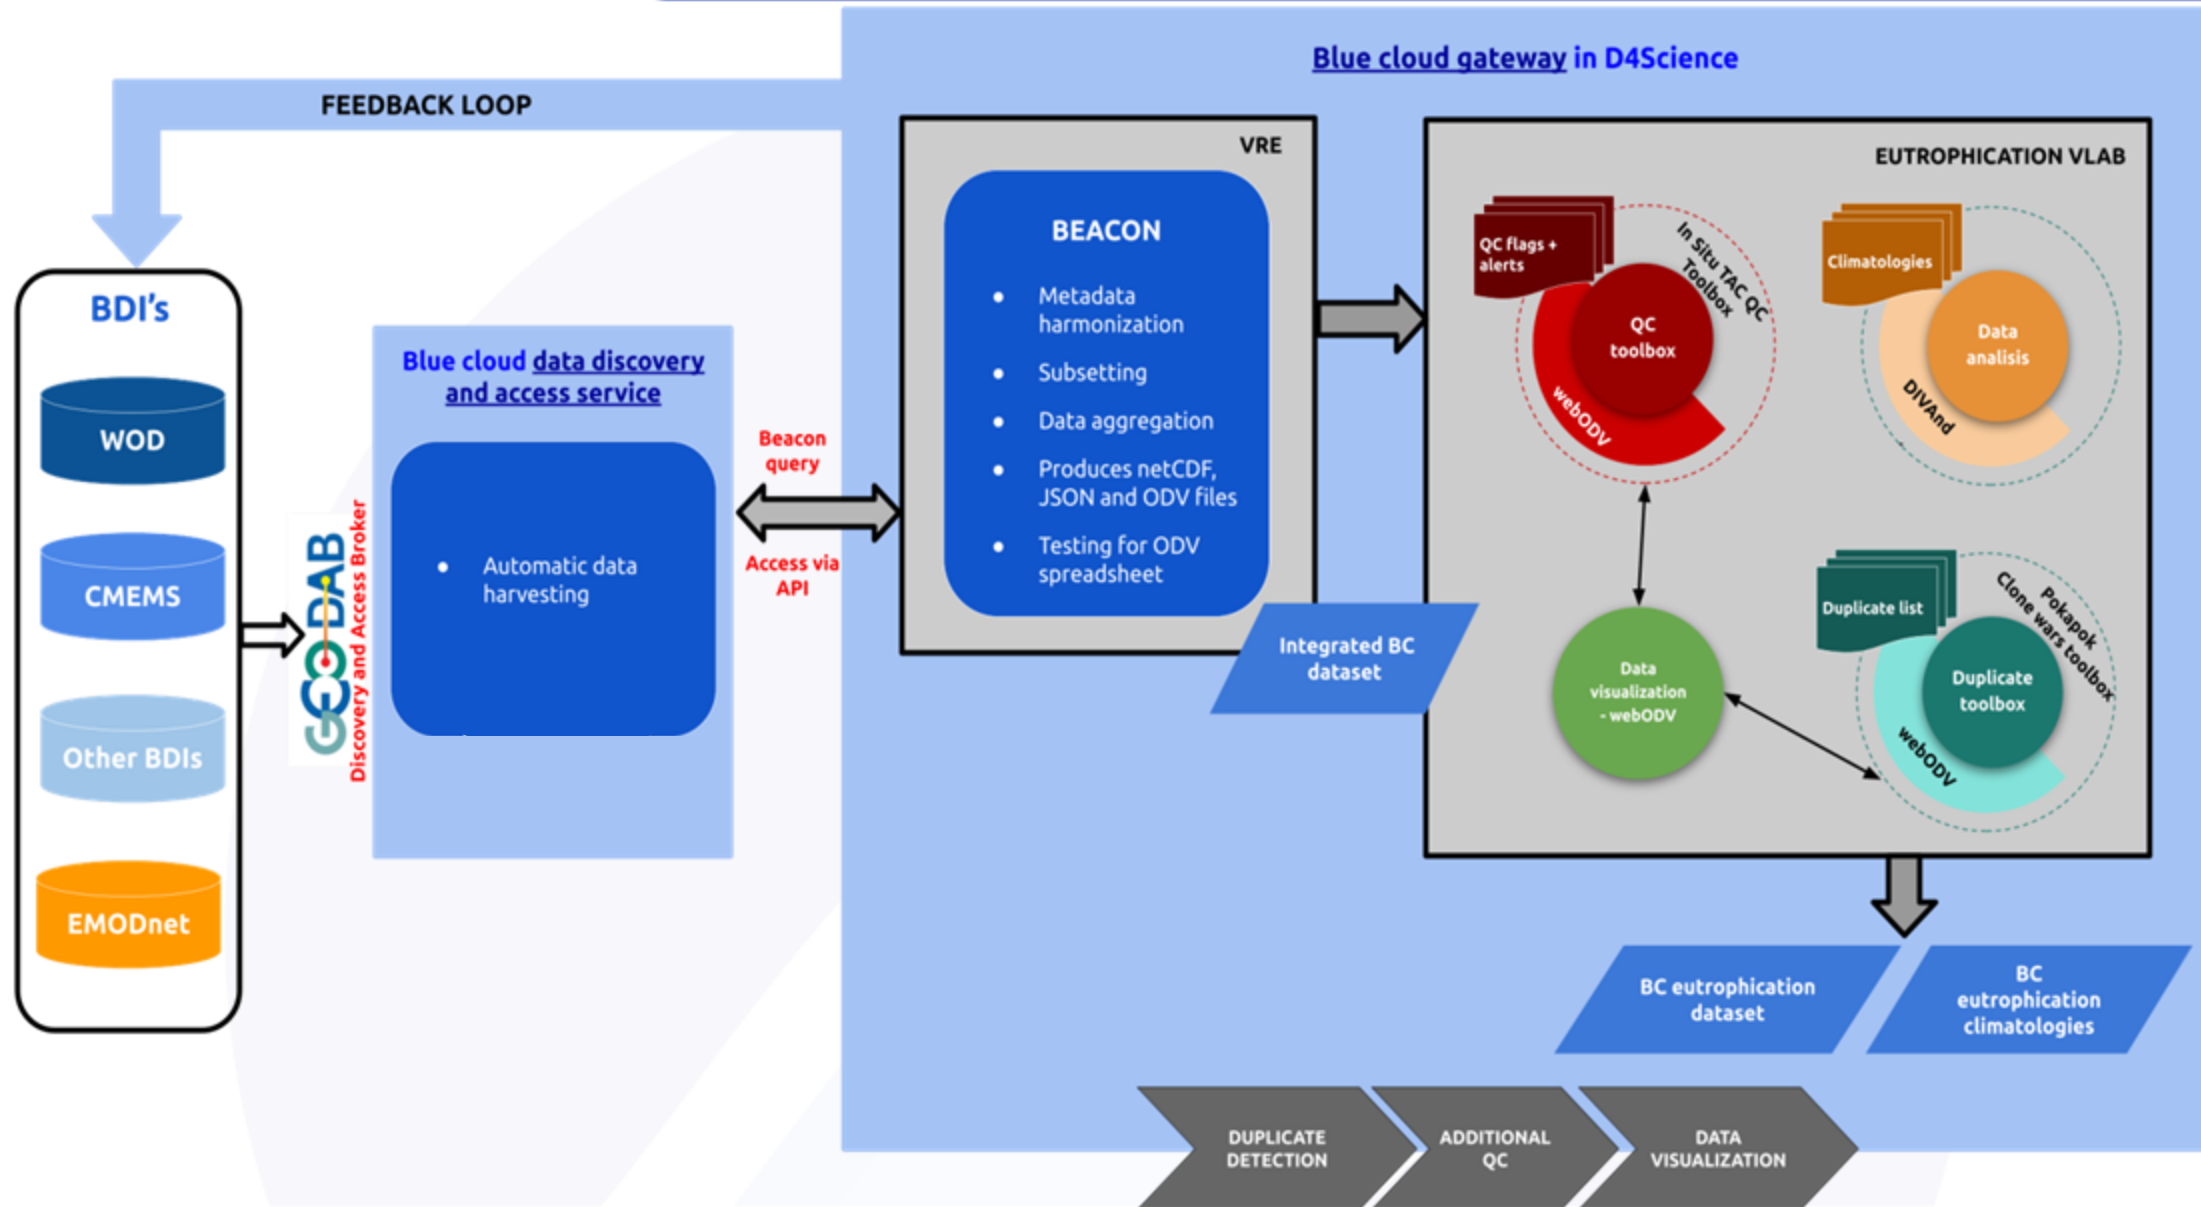 Blue cloud gateway in D4Science
FEEDBACK LOOP
BDI's
WOD
CMEMS
Other BDIs
EMODnet
GEODAB
Discovery and Access Broker
Blue cloud data discovery
and access service
Automatic data
harvesting
Beacon
query
Access via
API
VRE
BEACON
Metadata
harmonization
Subsetting
Data aggregation
Produces netCDF,
JSON and ODV files
Testing for ODV
spreadsheet
Integrated BC
dataset
EUTROPHICATION VLAB
QC flags +
alerts
In Situ TAC QC
Toolbox
QC
toolbox
webODV
Climatologies
Data
analisis
DIVAnd
Data
visualization
- webODV
Duplicate list
Pokapok
Clone wars toolbox
Duplicate
toolbox
webODV
BC eutrophication
dataset
BC
eutrophication
climatologies
DUPLICATE
DETECTION
ADDITIONAL
QC
DATA
VISUALIZATION